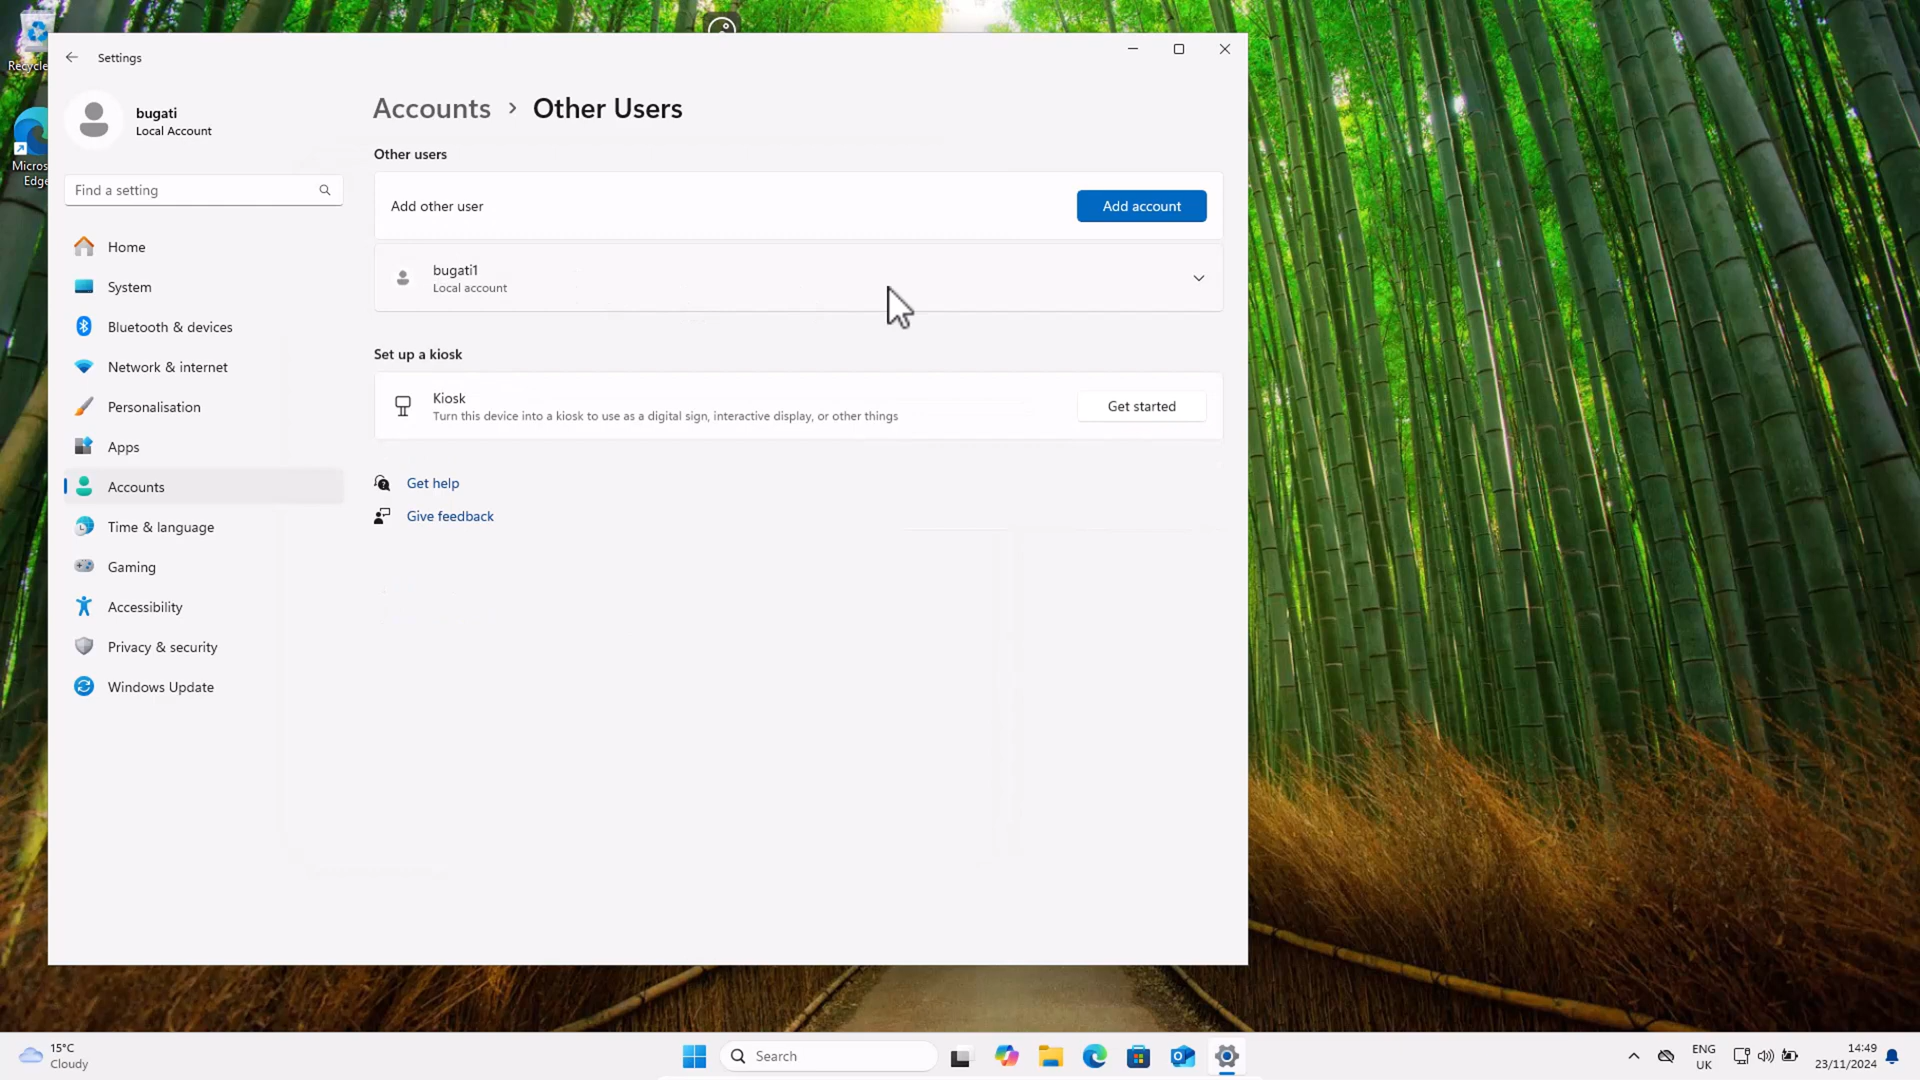 Recycle
Micros
Edge
Settings
bugati
Local Account
Find a setting
Home
System
Bluetooth & devices
Network & internet
Personalisation
Apps
Accounts
Time & language
Gaming
Accessibility
Privacy & security
Windows Update
Accounts > Other Users
Other users
Add other user
Add account
bugati1
Local account
Set up a kiosk
Kiosk
Turn this device into a kiosk to use as a digital sign, interactive display, or other things
Get started
Get help
Give feedback
15°C
Cloudy
Search
ENG
UK
14:49
23/11/2024